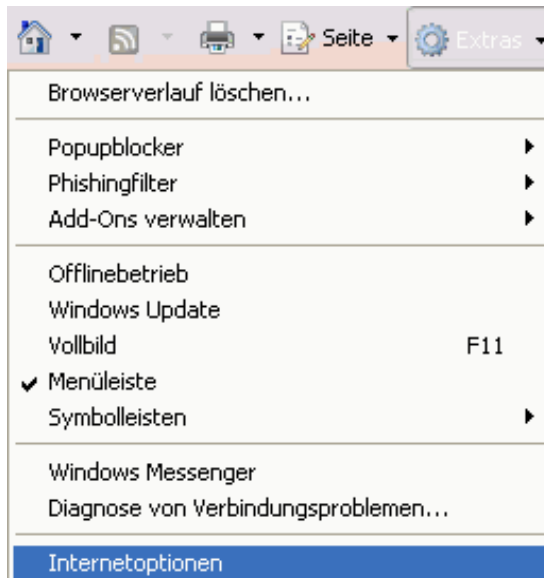 Seite Extras
Browserverlauf löschen...
Popupblocker
Phishingfilter
Add-Ons verwalten
Offlinebetrieb
Windows Update
Vollbild F11
Menüleiste
Symbolleisten
Windows Messenger
Diagnose von Verbindungsproblemen...
Internetoptionen